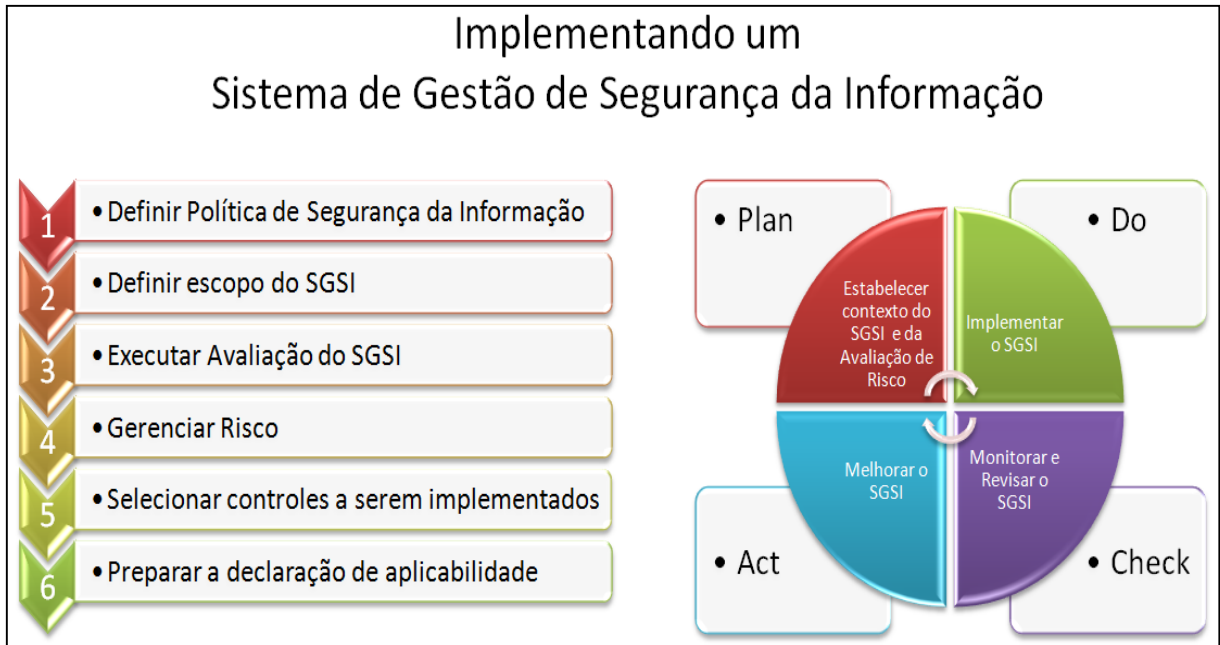 Implementando um
Sistema de Gestão de Segurança da Informação
1
• Definir Política de Segurança da Informação
2
• Definir escopo do SGSI
3
• Executar Avaliação do SGSI
4
• Gerenciar Risco
5
• Selecionar controles a serem implementados
6
• Preparar a declaração de aplicabilidade
• Plan
• Do
Estabelecer
contexto do
SGSI e da
Avaliação de
Risco
Implementar
o SGSI
Melhorar o
SGSI
Monitorar e
Revisar o
SGSI
• Act
• Check